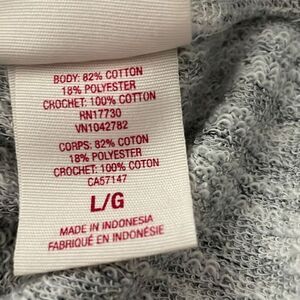 BODY: 82% COTTON
18% POLYESTER
CROCHET: 100% COTTON
RN17730
VN1042782
CORPS: 82% COTON
18% POLYESTER
CROCHET: 100% COTON
CA57147
L/G
MADE IN INDONESIA
FABRIQUÉ EN INDONÉSIE